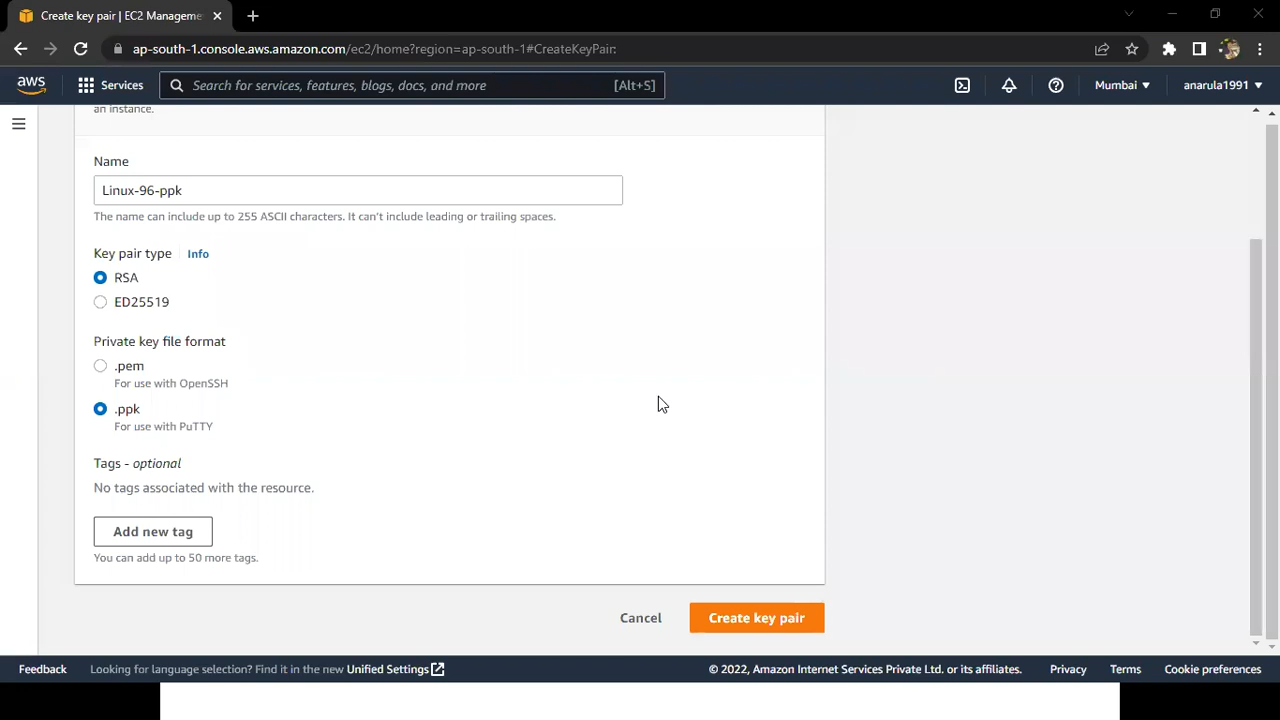 Create key pair | EC2 Manageme
ap-south-1.console.aws.amazon.com/ec2/home?region=ap-south-1#CreateKeyPair:
aws
Services
Search for services, features, blogs, docs, and more
[Alt+S]
Mumbai
anarula1991
an instance.
Name
Linux-96-ppk
The name can include up to 255 ASCII characters. It can't include leading or trailing spaces.
Key pair type
Info
RSA
ED25519
Private key file format
.pem
For use with OpenSSH
.ppk
For use with PuTTY
Tags - optional
No tags associated with the resource.
Add new tag
You can add up to 50 more tags.
Cancel
Create key pair
Feedback
Looking for language selection? Find it in the new Unified Settings
© 2022, Amazon Internet Services Private Ltd. or its affiliates.
Privacy
Terms
Cookie preferences